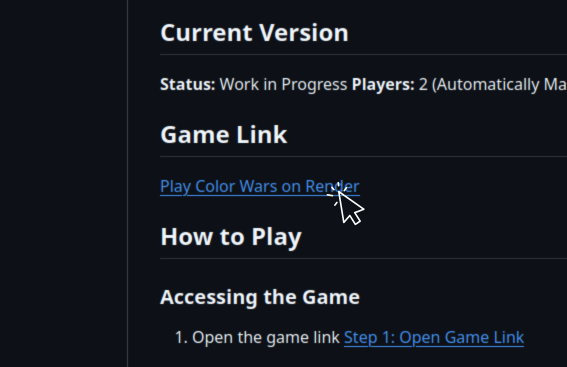 Current Version
Status: Work in Progress Players: 2 (Automatically Ma
Game Link
Play Color Wars on Render
How to Play
Accessing the Game
1. Open the game link Step 1: Open Game Link